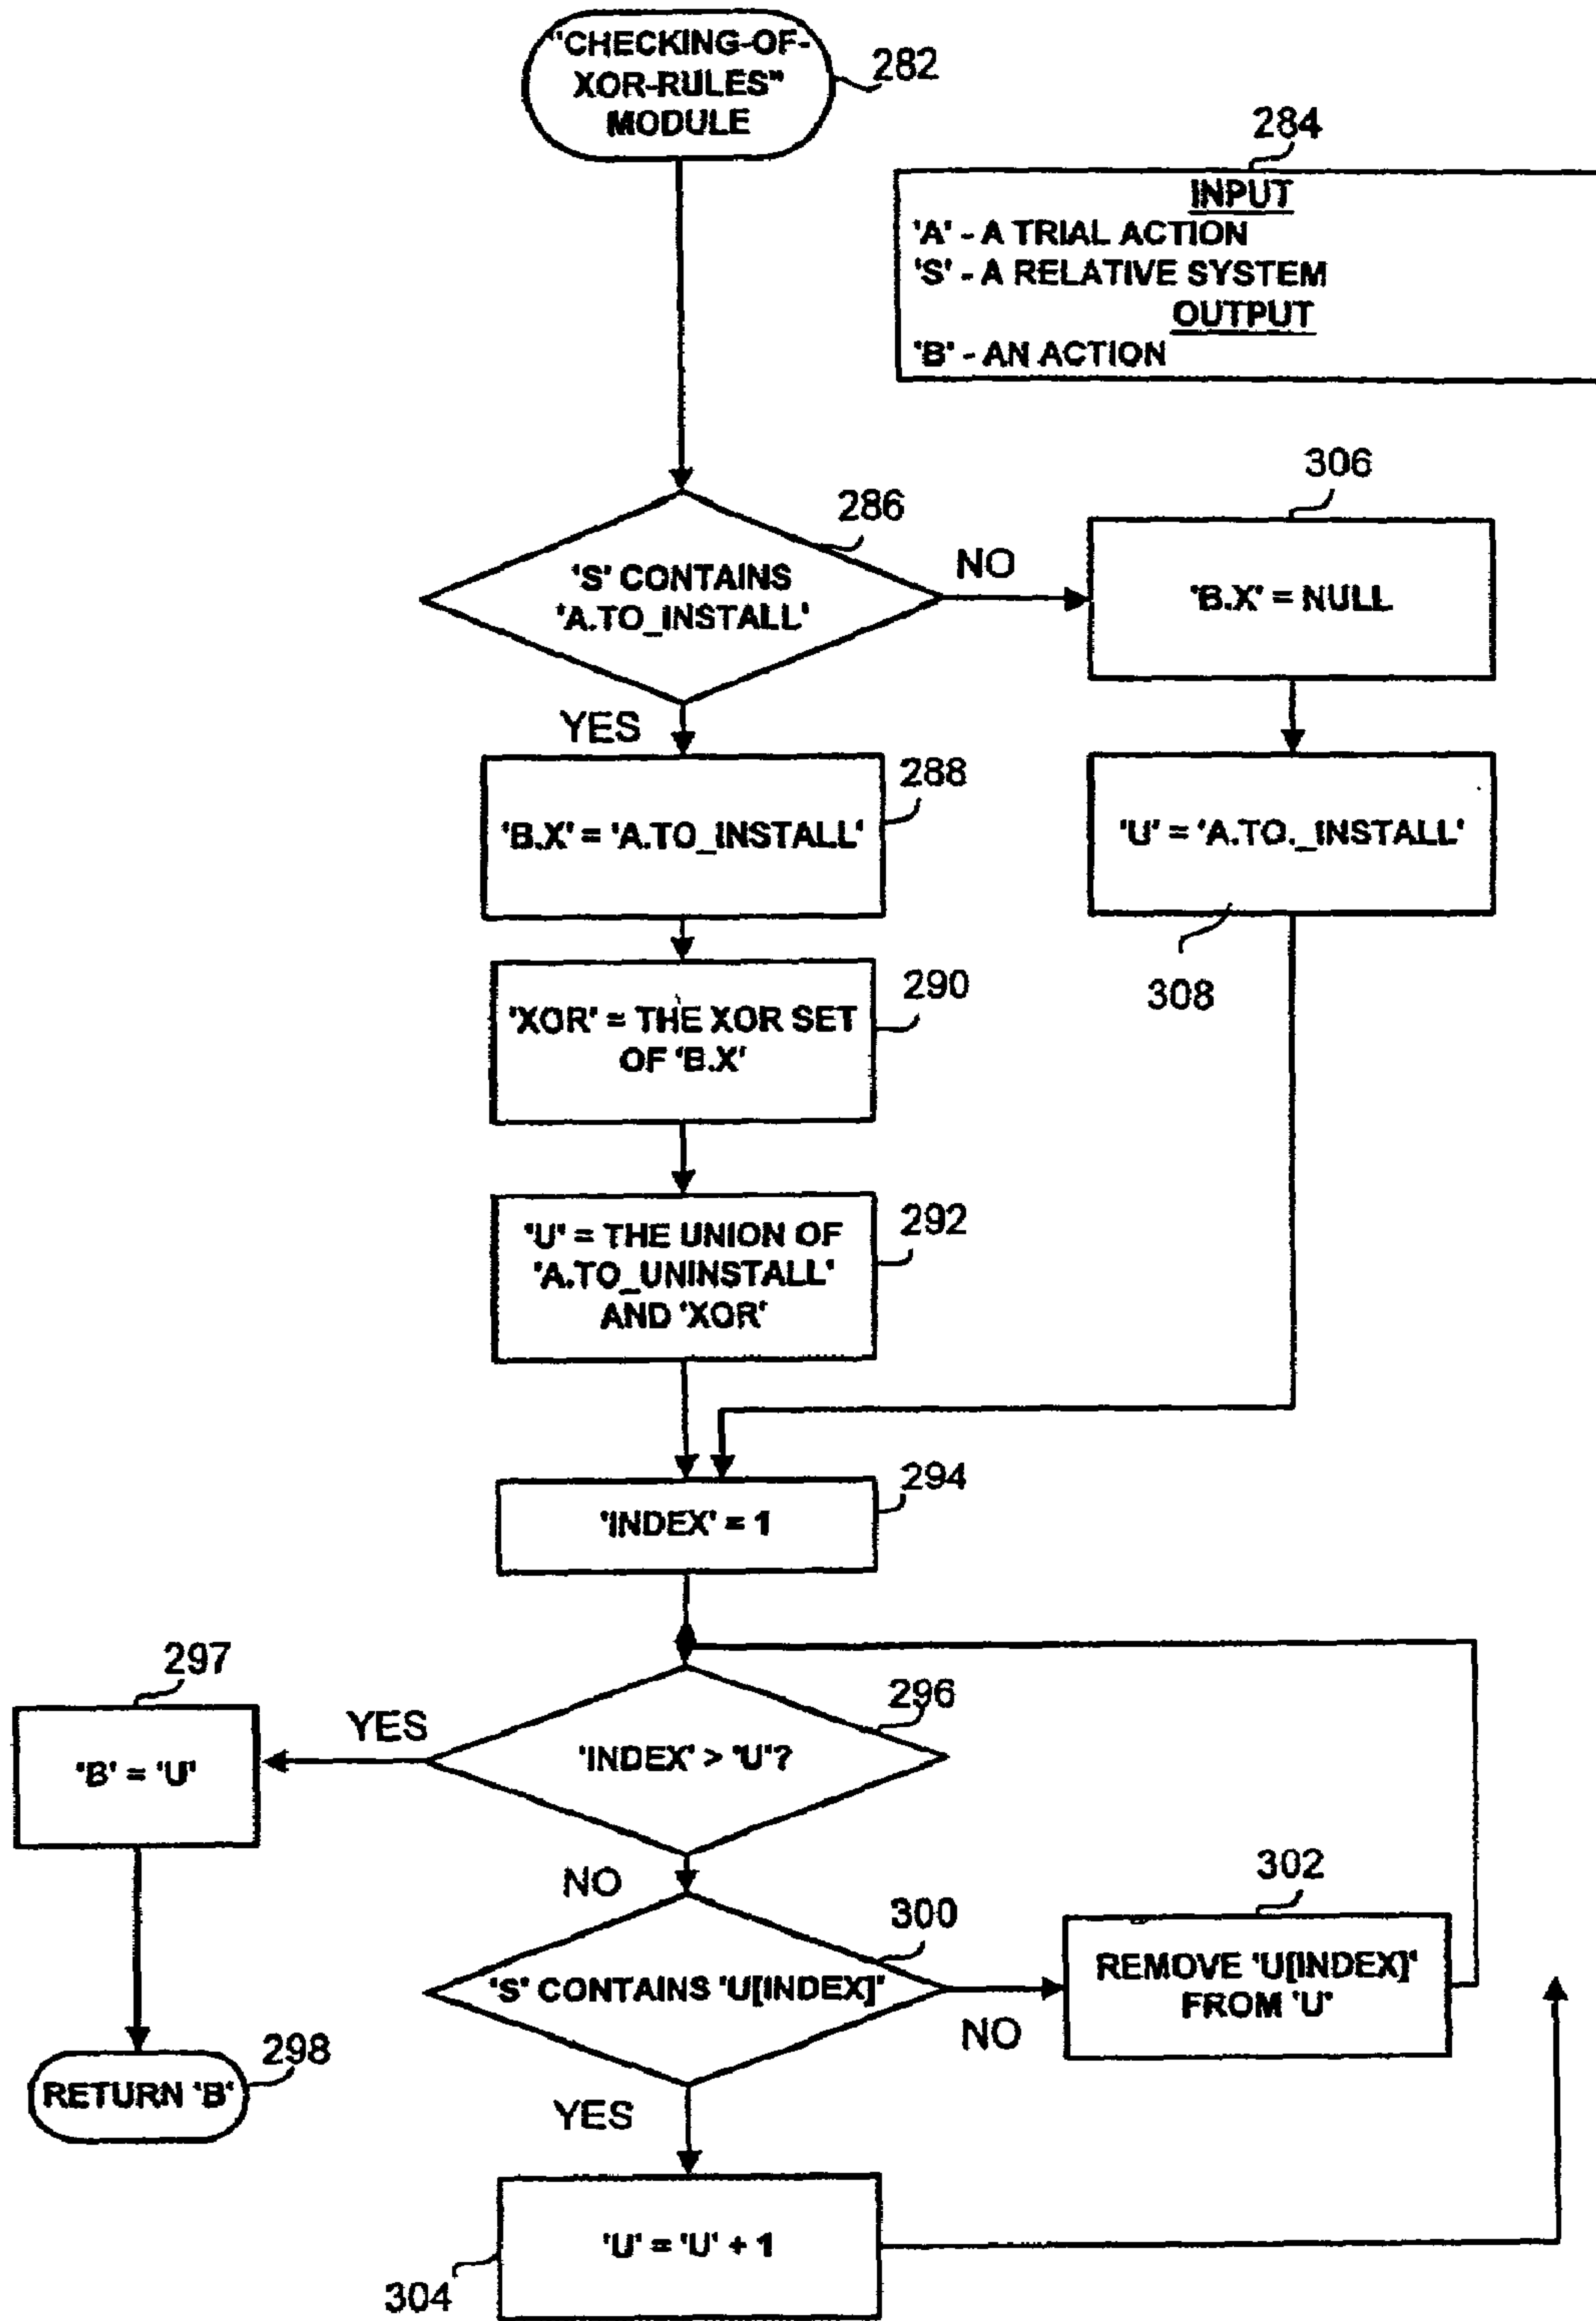 "CHECKING-OF-
XOR-RULES"
MODULE
282
284
INPUT
'A' - A TRIAL ACTION
'S' - A RELATIVE SYSTEM
OUTPUT
'B' - AN ACTION
286
'S' CONTAINS
'A.TO_INSTALL'
NO
306
'B.X' = NULL
YES
288
'B.X' = 'A.TO_INSTALL'
'U' = 'A.TO._INSTALL'
308
290
'XOR' = THE XOR SET
OF 'B.X'
292
'U' = THE UNION OF
'A.TO_UNINSTALL'
AND 'XOR'
294
'INDEX' = 1
296
'INDEX' > 'U'?
YES
297
'B' = 'U'
298
RETURN 'B'
NO
300
'S' CONTAINS 'U[INDEX]'
NO
302
REMOVE 'U[INDEX]'
FROM 'U'
YES
'U' = 'U' + 1
304